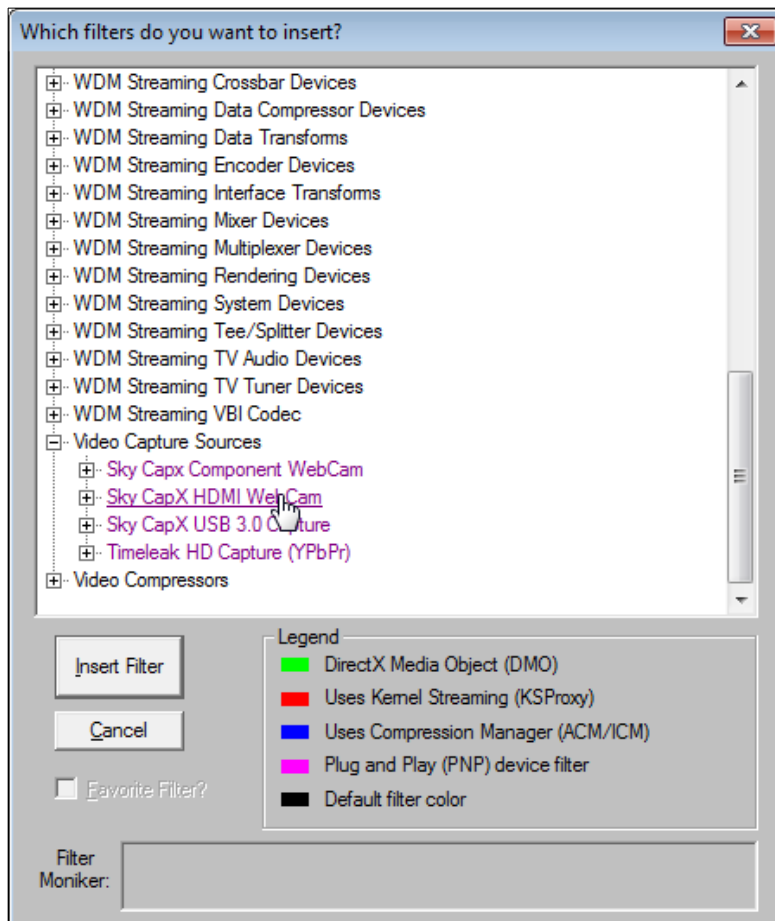 Which filters do you want to insert?
WDM Streaming Crossbar Devices
WDM Streaming Data Compressor Devices
WDM Streaming Data Transforms
WDM Streaming Encoder Devices
WDM Streaming Interface Transforms
WDM Streaming Mixer Devices
WDM Streaming Multiplexer Devices
WDM Streaming Rendering Devices
WDM Streaming System Devices
WDM Streaming Tee/Splitter Devices
WDM Streaming TV Audio Devices
WDM Streaming TV Tuner Devices
WDM Streaming VBI Codec
Video Capture Sources
Sky Capx Component WebCam
Sky CapX HDMI WebCam
Sky CapX USB 3.0 Capture
Timeleak HD Capture (YPbPr)
Video Compressors
Insert Filter
Cancel
Favorite Filter?
Legend
DirectX Media Object (DMO)
Uses Kernel Streaming (KSProxy)
Uses Compression Manager (ACM/ICM)
Plug and Play (PNP) device filter
Default filter color
Filter
Moniker: